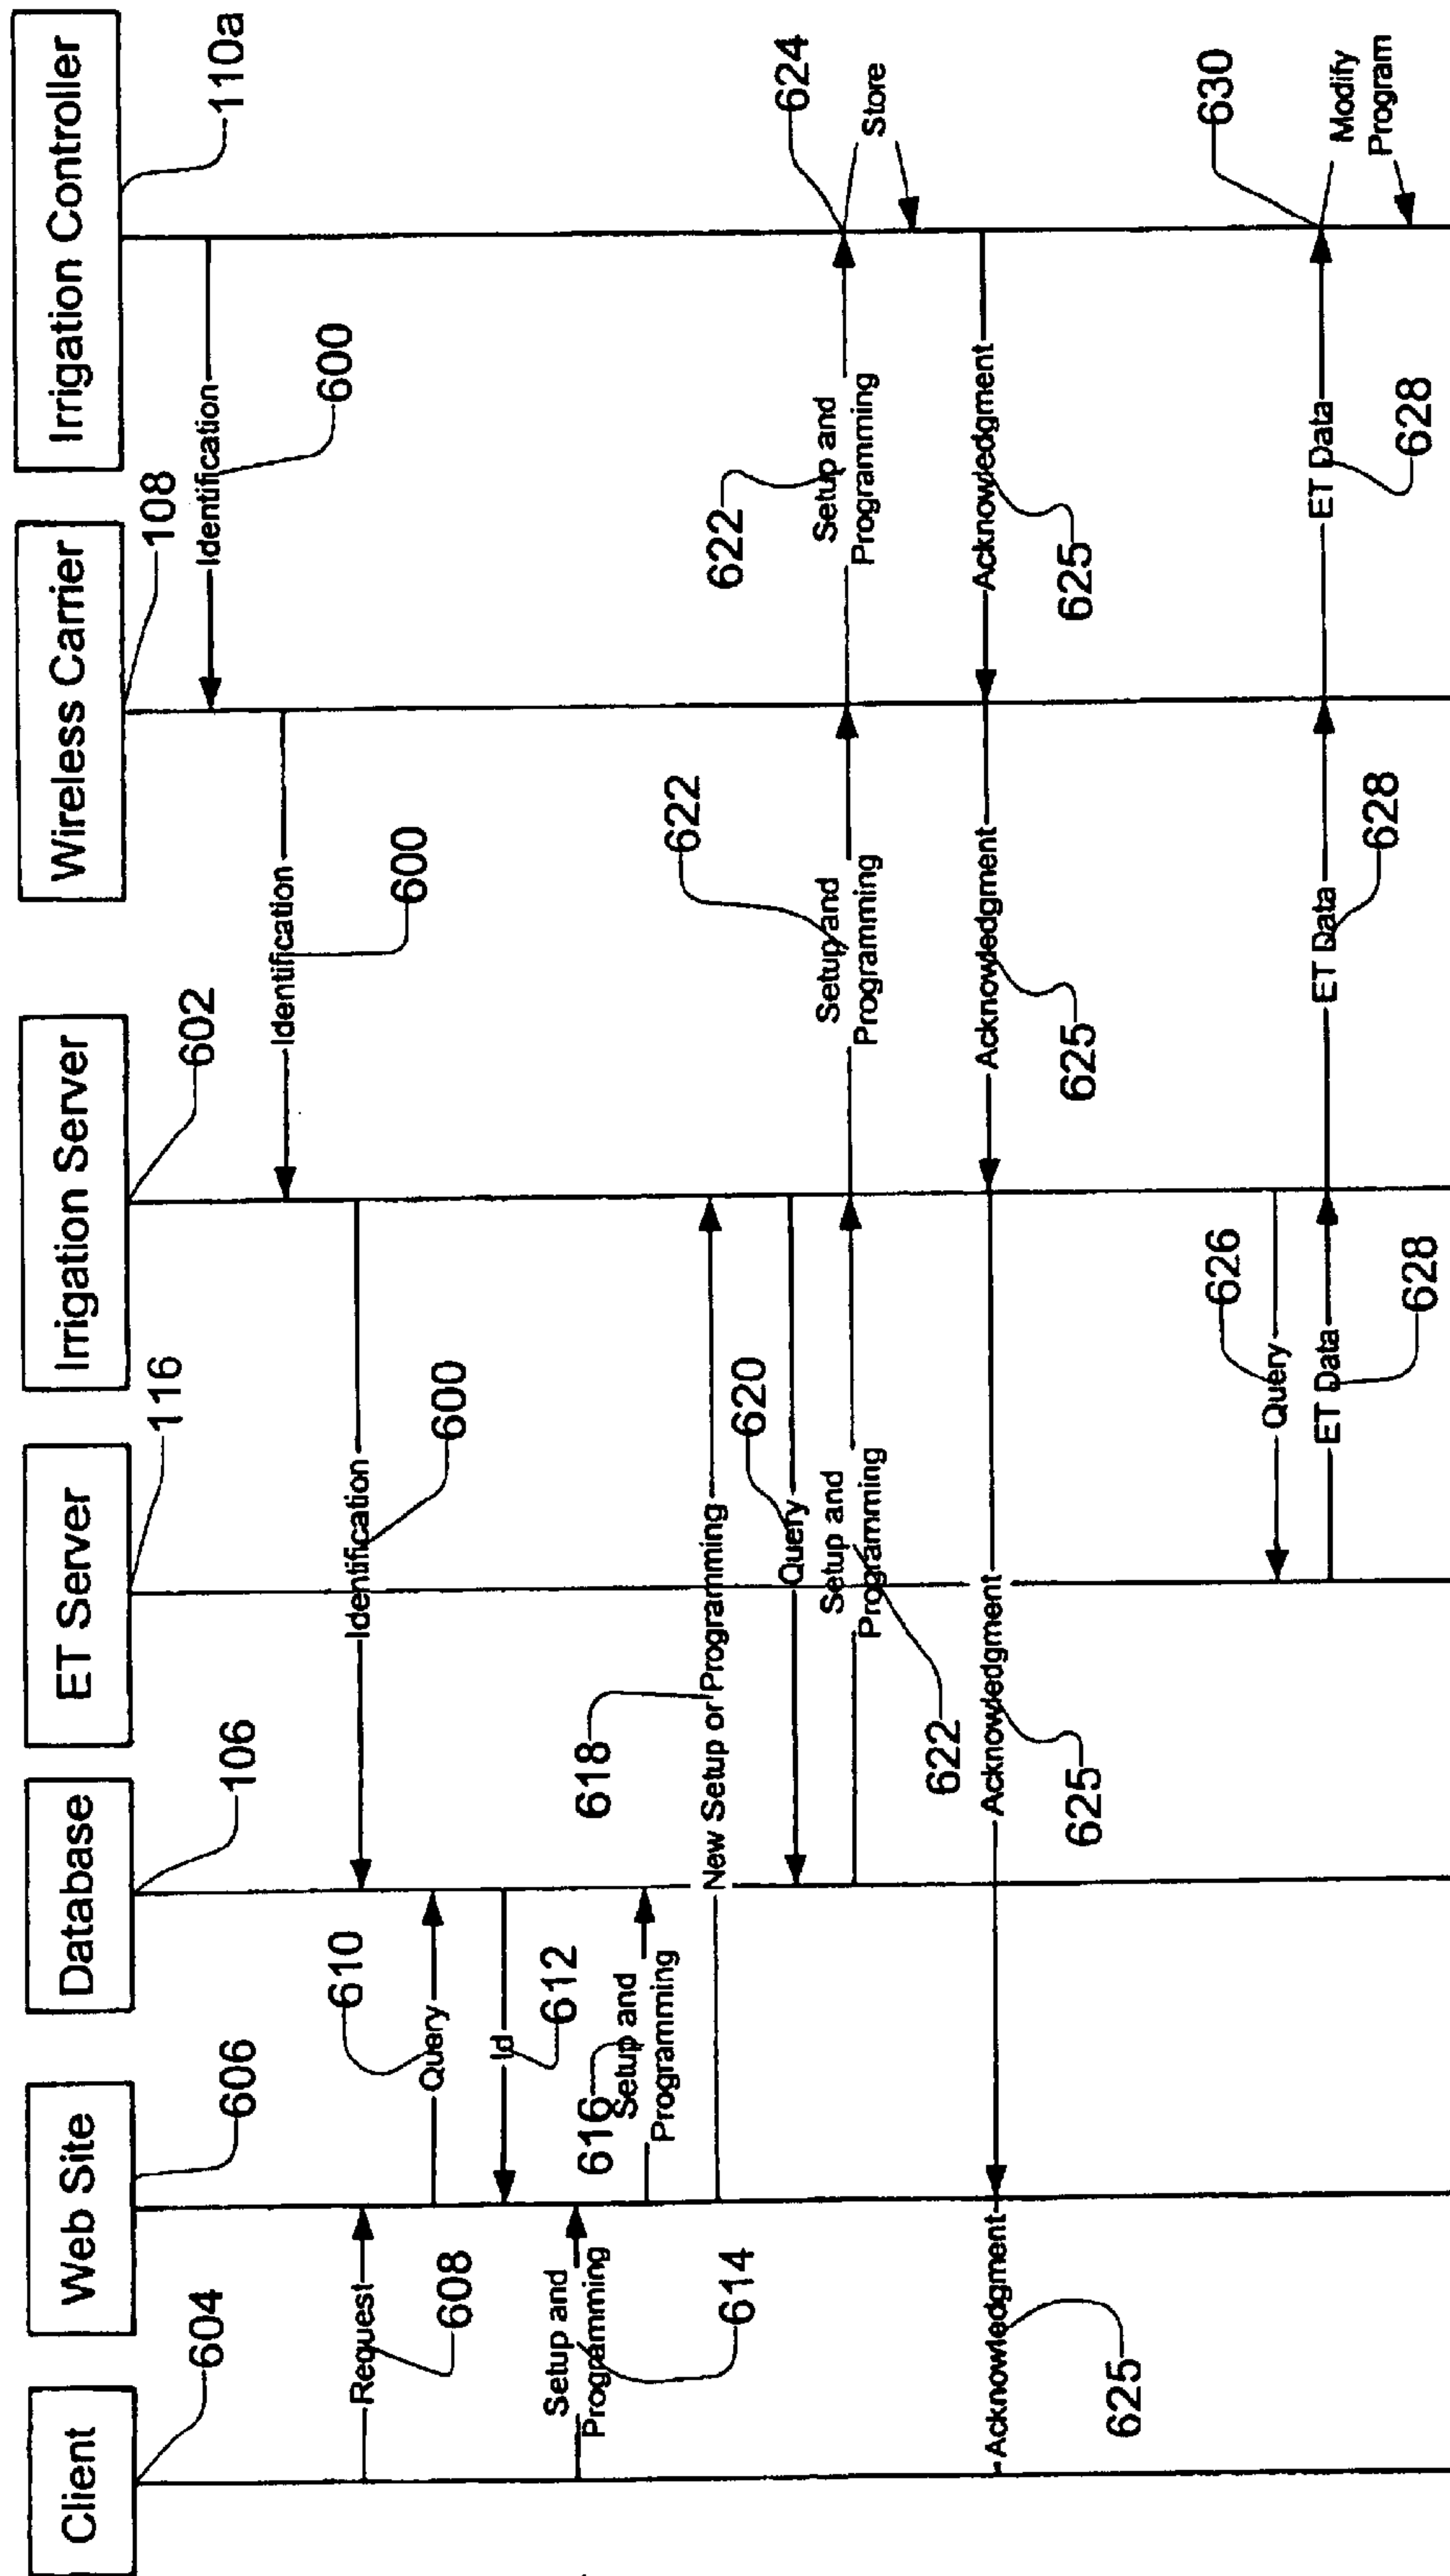 Client
Web Site
Database
ET Server
Irrigation Server
Wireless Carrier
Irrigation Controller
604
606
106
116
602
108
110a
Identification
600
Identification
600
Identification
600
Request
608
610
Query
Id
612
Setup and
Programming
614
616
Setup and
Programming
618
New Setup or Programming
620
Query
Setup and
Programming
622
622
Setup and
Programming
622
Setup and
Programming
624
Store
Acknowledgment
625
Acknowledgment
625
Acknowledgment
625
Acknowledgment
625
626
Query
ET Data
628
ET Data
628
ET Data
628
630
Modify
Program